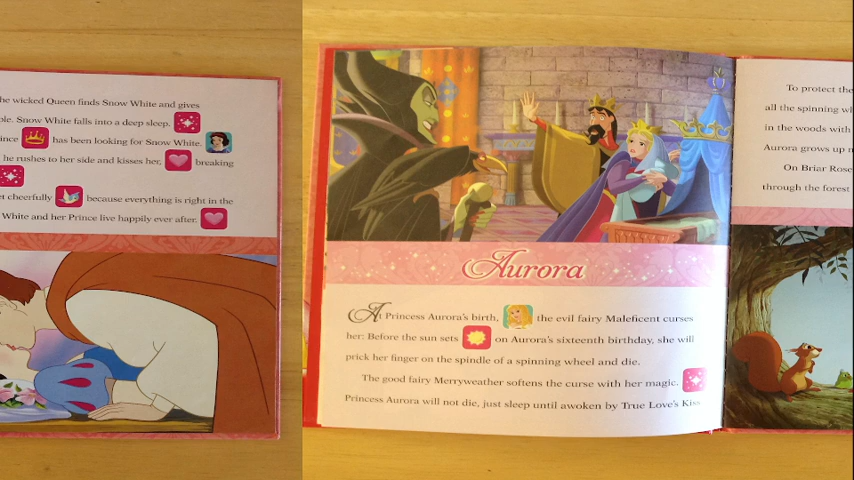 he wicked Queen finds Snow White and gives
ple. Snow White falls into a deep sleep.
ince has been looking for Snow White.
he rushes to her side and kisses her, breaking
et cheerfully because everything is right in the
White and her Prince live happily ever after.
Aurora
At Princess Aurora's birth, the evil fairy Maleficent curses
her: Before the sun sets on Aurora's sixteenth birthday, she will
prick her finger on the spindle of a spinning wheel and die.
The good fairy Merryweather softens the curse with her magic.
Princess Aurora will not die, just sleep until awoken by True Love's Kiss
To protect the
all the spinning w
in the woods with
Aurora grows up n
On Briar Rose
through the forest